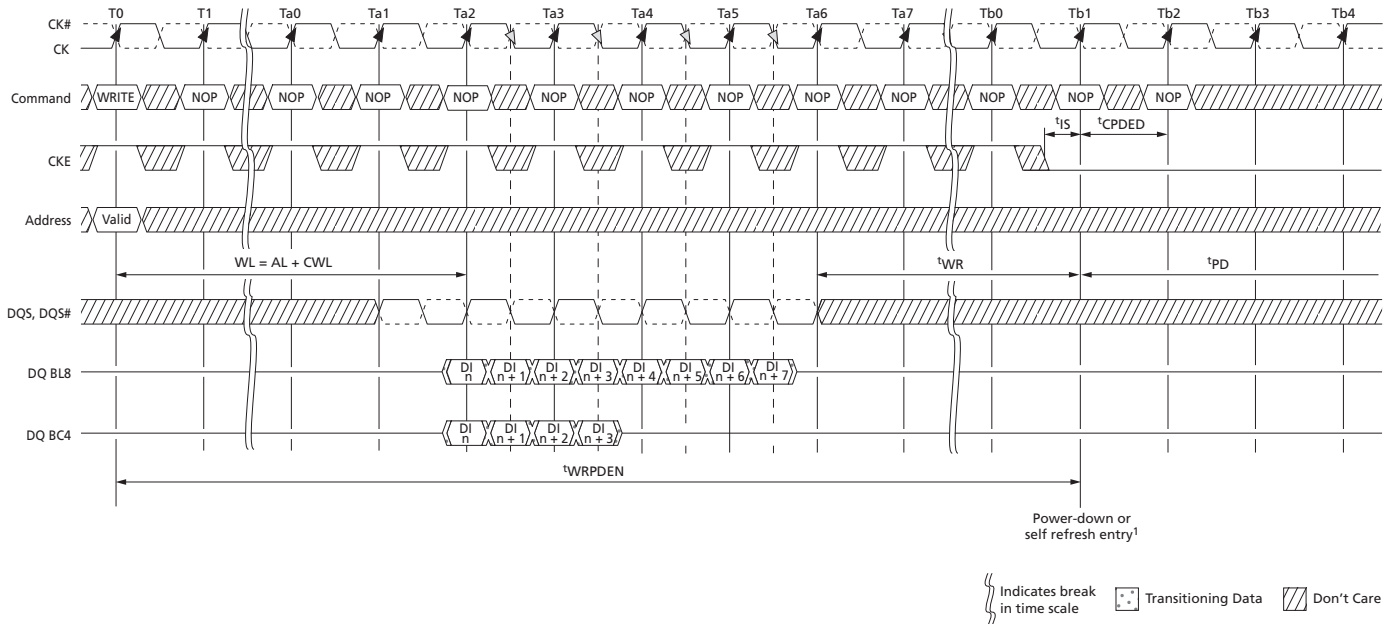 T0 T1 Ta0 Ta1 Ta2 Ta3 Ta4 Ta5 Ta6 Ta7 Tb0 Tb1 Tb2 Tb3 Tb4
CK#
CK
Command WRITE NOP NOP NOP NOP NOP NOP NOP NOP NOP NOP NOP NOP
tIS tCPDED
CKE
Address Valid
WL = AL + CWL tWR tPD
DQS, DQS#
DQ BL8 DI n DI n + 1 DI n + 2 DI n + 3 DI n + 4 DI n + 5 DI n + 6 DI n + 7
DQ BC4 DI n DI n + 1 DI n + 2 DI n + 3
tWRPDEN
Power-down or
self refresh entry1
Indicates break
in time scale
Transitioning Data
Don't Care